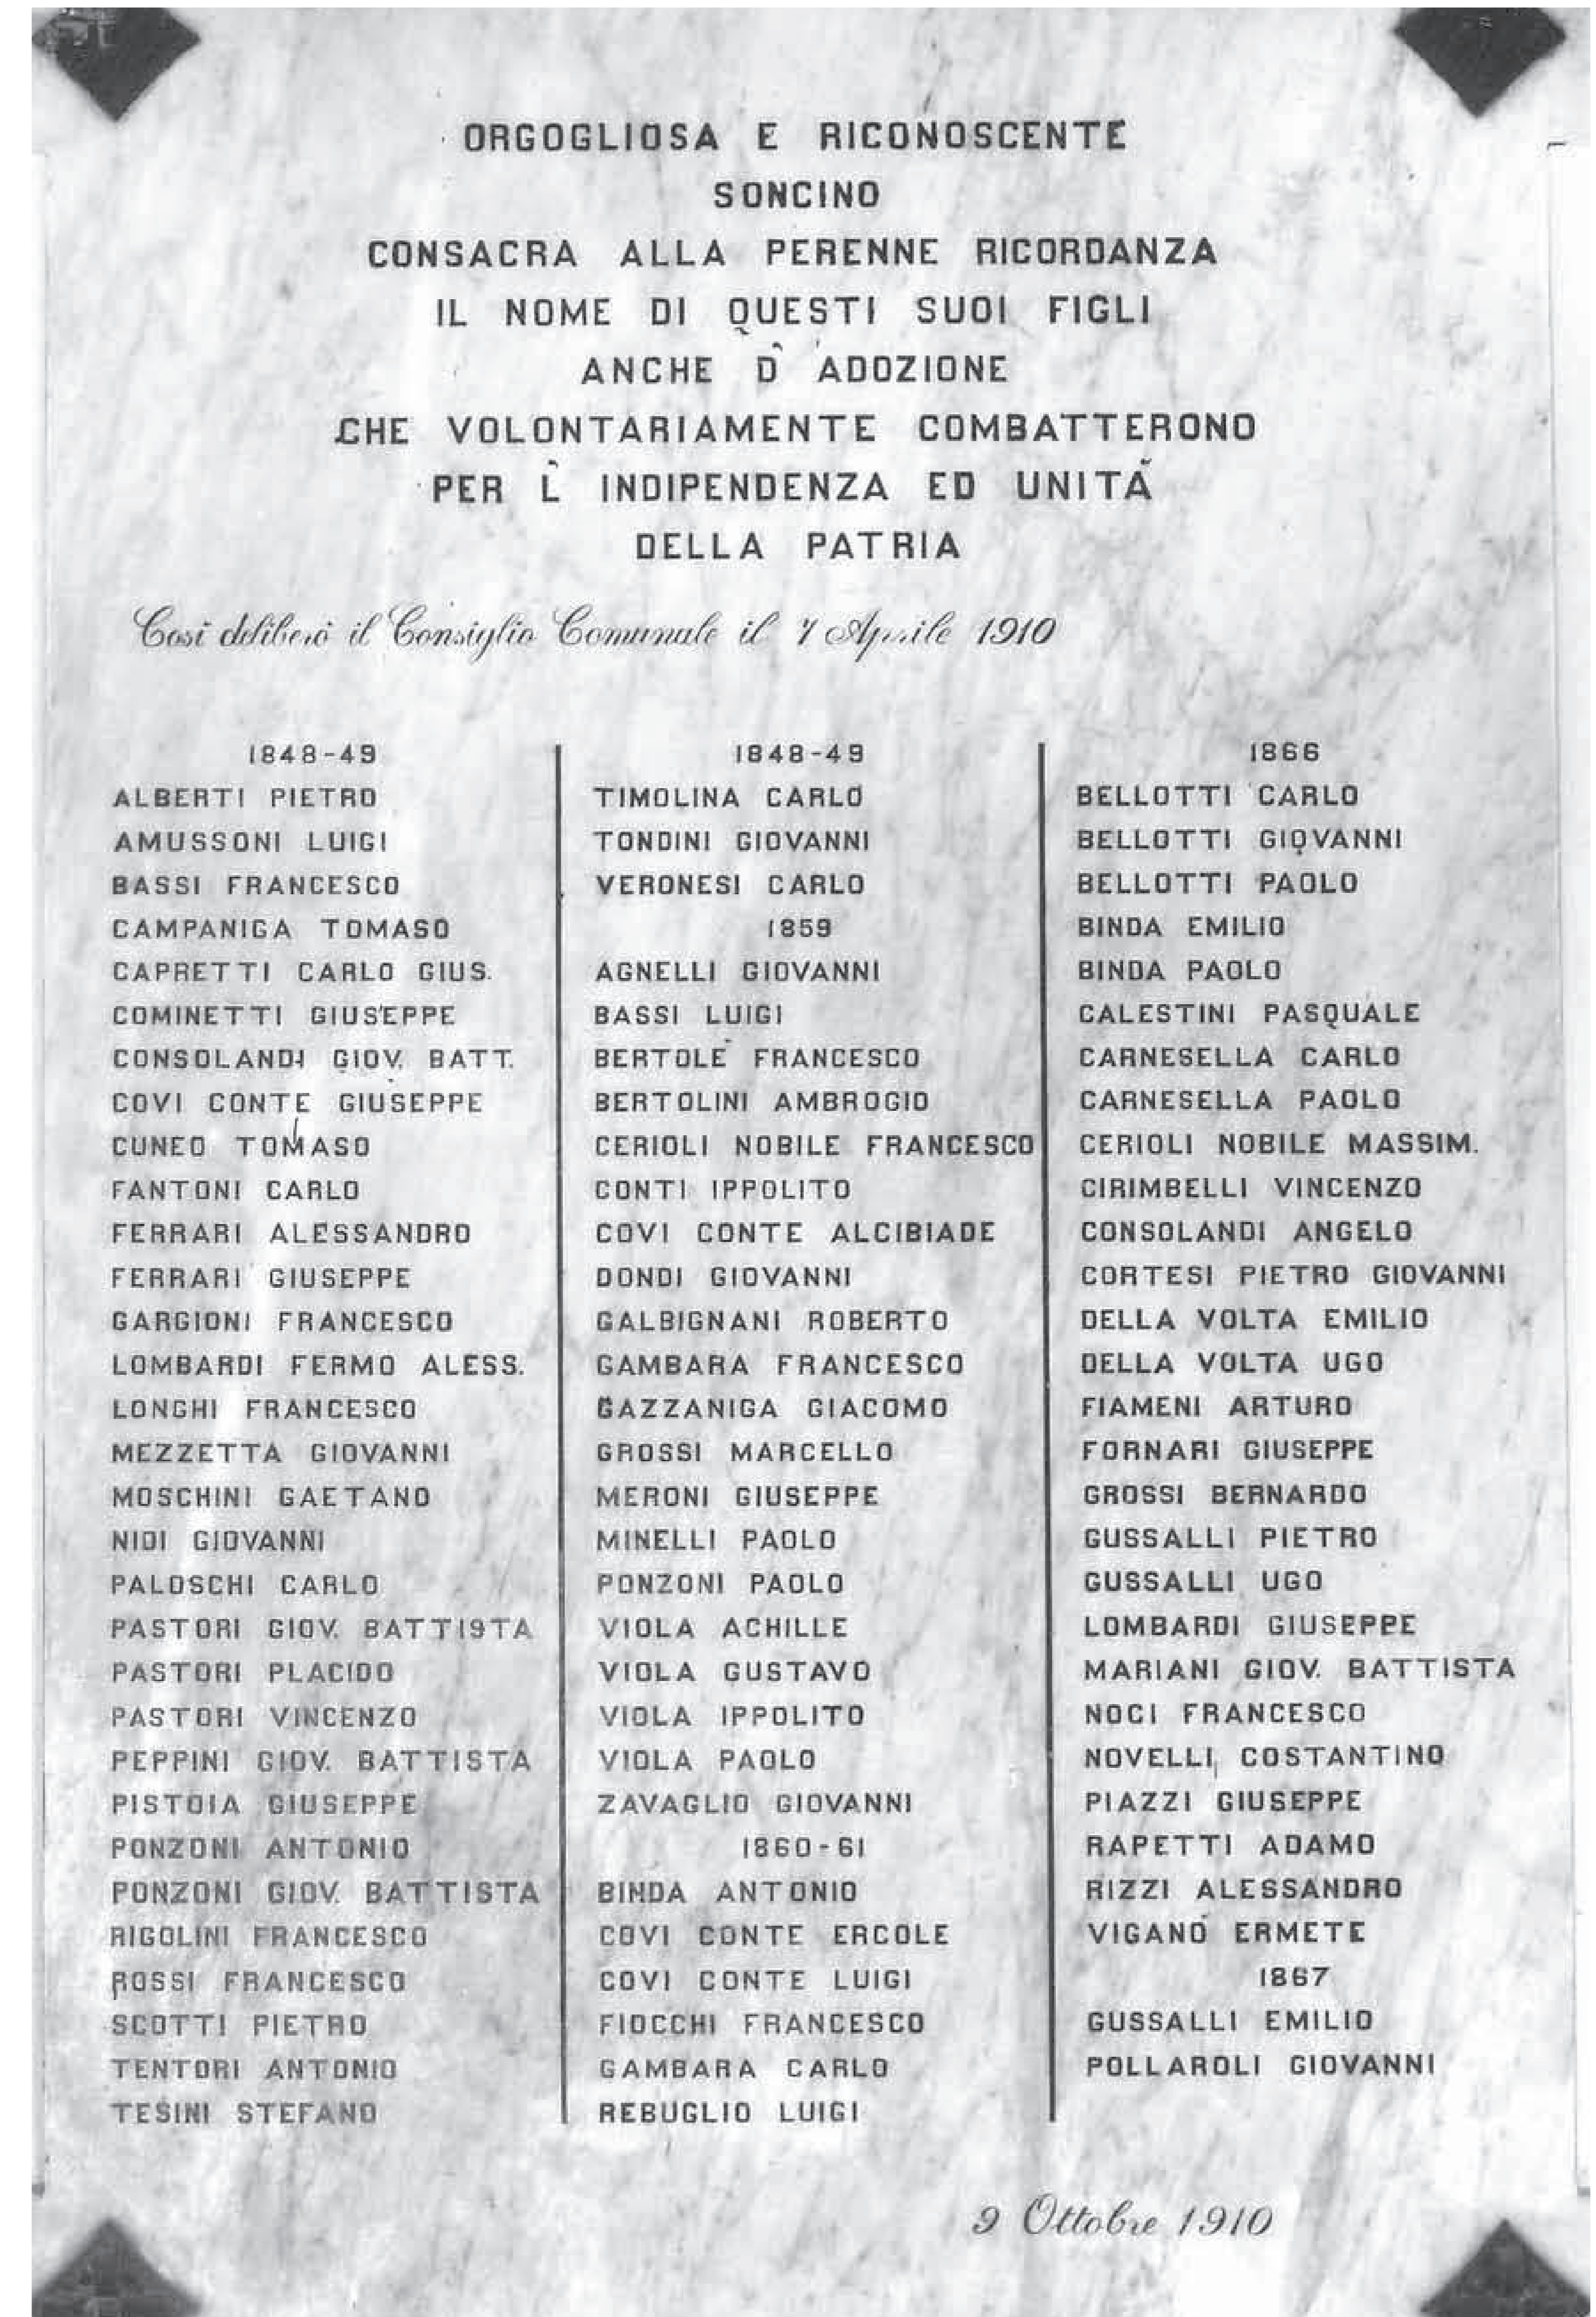 ORGOGLIOSA E RICONOSCENTE
SONCINO
CONSACRA ALLA PERENNE RICORDANZA
IL NOME DI QUESTI SUOI FIGLI
ANCHE D'ADOZIONE
CHE VOLONTARIAMENTE COMBATTERONO
PER L'INDIPENDENZA ED UNITÀ
DELLA PATRIA
Così deliberò il Consiglio Comunale il 7 Aprile 1910
1848-49
ALBERTI PIETRO
AMUSSONI LUIGI
BASSI FRANCESCO
CAMPANIGA TOMASO
CAPRETTI CARLO GIUS.
COMINETTI GIUSEPPE
CONSOLANDI GIOV. BATT.
COVI CONTE GIUSEPPE
CUNEO TOMASO
FANTONI CARLO
FERRARI ALESSANDRO
FERRARI GIUSEPPE
GARGIONI FRANCESCO
LOMBARDI FERMO ALESS.
LONGHI FRANCESCO
MEZZETTA GIOVANNI
MOSCHINI GAETANO
NIDI GIOVANNI
PALOSCHI CARLO
PASTORI GIOV. BATTISTA
PASTORI PLACIDO
PASTORI VINCENZO
PEPPINI GIOV. BATTISTA
PISTOIA GIUSEPPE
PONZONI ANTONIO
PONZONI GIOV. BATTISTA
RIGOLINI FRANCESCO
ROSSI FRANCESCO
SCOTTI PIETRO
TENTORI ANTONIO
TESINI STEFANO
1848-49
TIMOLINA CARLO
TONDINI GIOVANNI
VERONESI CARLO
1859
AGNELLI GIOVANNI
BASSI LUIGI
BERTOLÈ FRANCESCO
BERTOLINI AMBROGIO
CERIOLI NOBILE FRANCESCO
CONTI IPPOLITO
COVI CONTE ALCIBIADE
DONDI GIOVANNI
GALBIGNANI ROBERTO
GAMBARA FRANCESCO
GAZZANIGA GIACOMO
GROSSI MARCELLO
MERONI GIUSEPPE
MINELLI PAOLO
PONZONI PAOLO
VIOLA ACHILLE
VIOLA GUSTAVO
VIOLA IPPOLITO
VIOLA PAOLO
ZAVAGLIO GIOVANNI
1860-61
BINDA ANTONIO
COVI CONTE ERCOLE
COVI CONTE LUIGI
FIOCCHI FRANCESCO
GAMBARA CARLO
REBUGLIO LUIGI
1866
BELLOTTI CARLO
BELLOTTI GIOVANNI
BELLOTTI PAOLO
BINDA EMILIO
BINDA PAOLO
CALESTINI PASQUALE
CARNESELLA CARLO
CARNESELLA PAOLO
CERIOLI NOBILE MASSIM.
CIRIMBELLI VINCENZO
CONSOLANDI ANGELO
CORTESI PIETRO GIOVANNI
DELLA VOLTA EMILIO
DELLA VOLTA UGO
FIAMENI ARTURO
FORNARI GIUSEPPE
GROSSI BERNARDO
GUSSALLI PIETRO
GUSSALLI UGO
LOMBARDI GIUSEPPE
MARIANI GIOV. BATTISTA
NOCI FRANCESCO
NOVELLI COSTANTINO
PIAZZI GIUSEPPE
RAPETTI ADAMO
RIZZI ALESSANDRO
VIGANÒ ERMETE
1867
GUSSALLI EMILIO
POLLAROLI GIOVANNI
9 Ottobre 1910